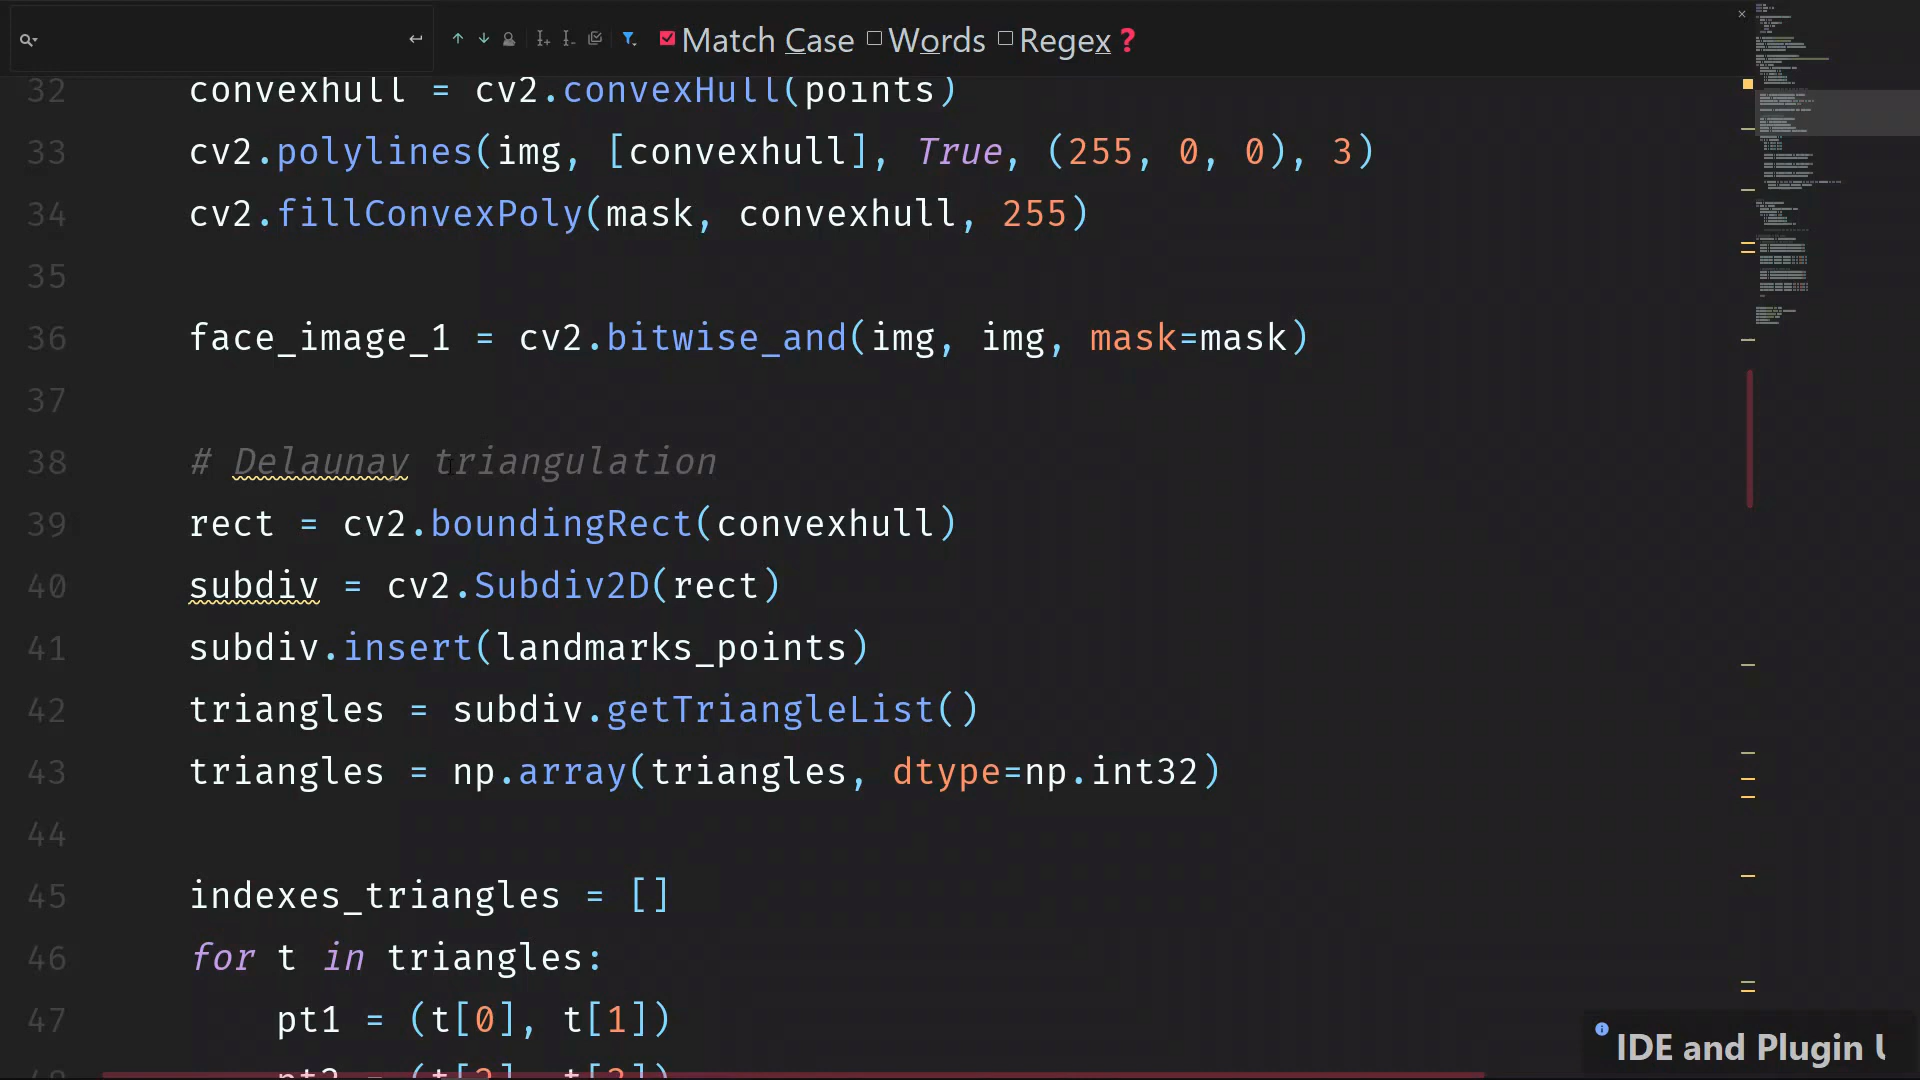 Match Case Words Regex ?
32 convexhull = cv2.convexHull(points)
33 cv2.polylines(img, [convexhull], True, (255, 0, 0), 3)
34 cv2.fillConvexPoly(mask, convexhull, 255)
35
36 face_image_1 = cv2.bitwise_and(img, img, mask=mask)
37
38 # Delaunay triangulation
39 rect = cv2.boundingRect(convexhull)
40 subdiv = cv2.Subdiv2D(rect)
41 subdiv.insert(landmarks_points)
42 triangles = subdiv.getTriangleList()
43 triangles = np.array(triangles, dtype=np.int32)
44
45 indexes_triangles = []
46 for t in triangles:
47 pt1 = (t[0], t[1])
48 pt2 = (t[2], t[3])
IDE and Plugin